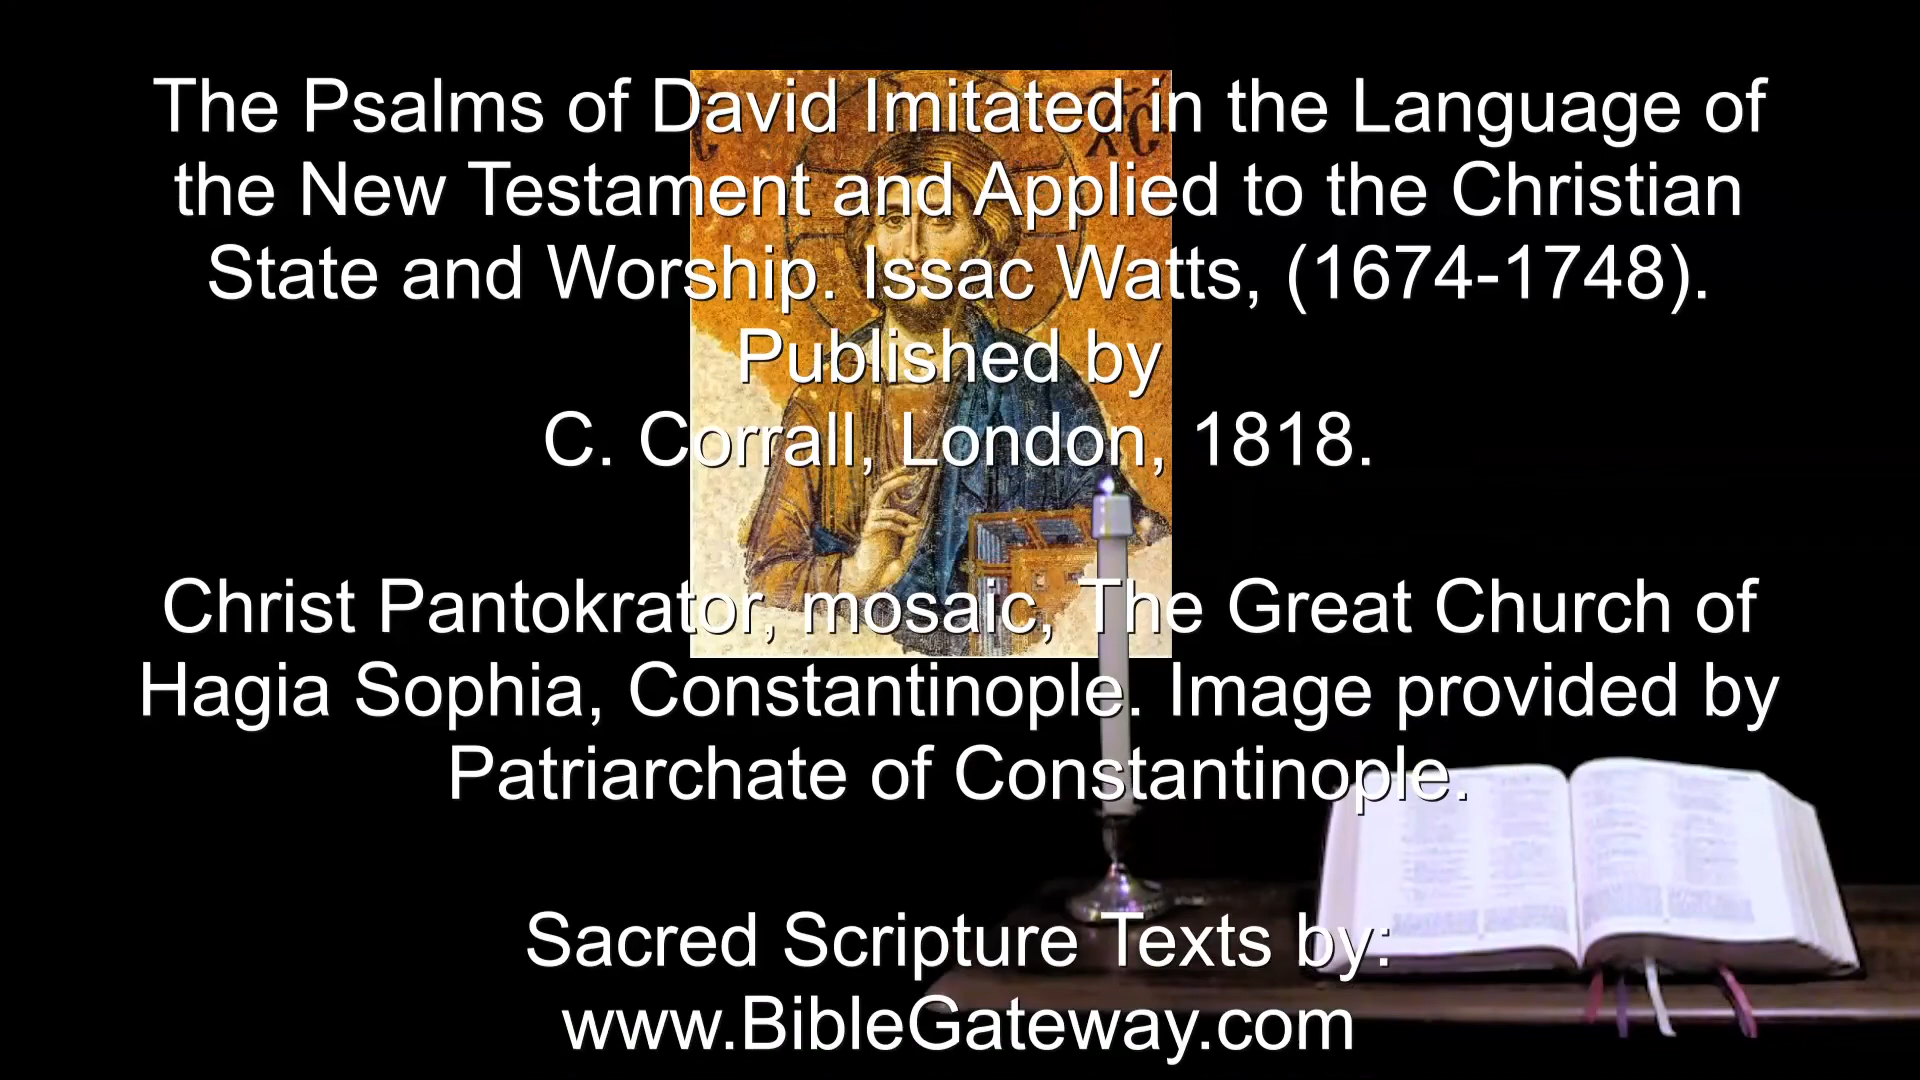 The Psalms of David Imitated in the Language of
the New Testament and Applied to the Christian
State and Worship. Issac Watts, (1674-1748).
Published by
C. Corrall, London, 1818.
Christ Pantokrator, mosaic, The Great Church of
Hagia Sophia, Constantinople. Image provided by
Patriarchate of Constantinople.
Sacred Scripture Texts by:
www.BibleGateway.com